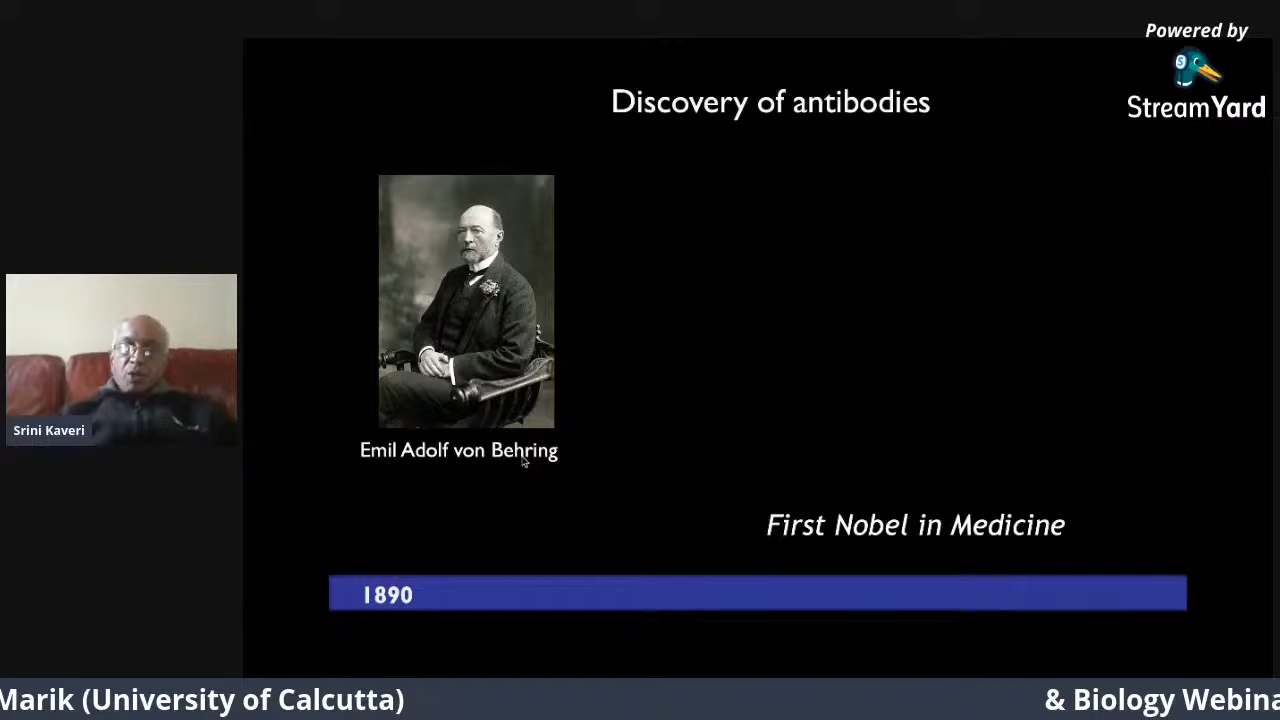 Powered by
StreamYard
Discovery of antibodies
Srini Kaveri
Emil Adolf von Behring
First Nobel in Medicine
1890
Marik (University of Calcutta)
& Biology Webina